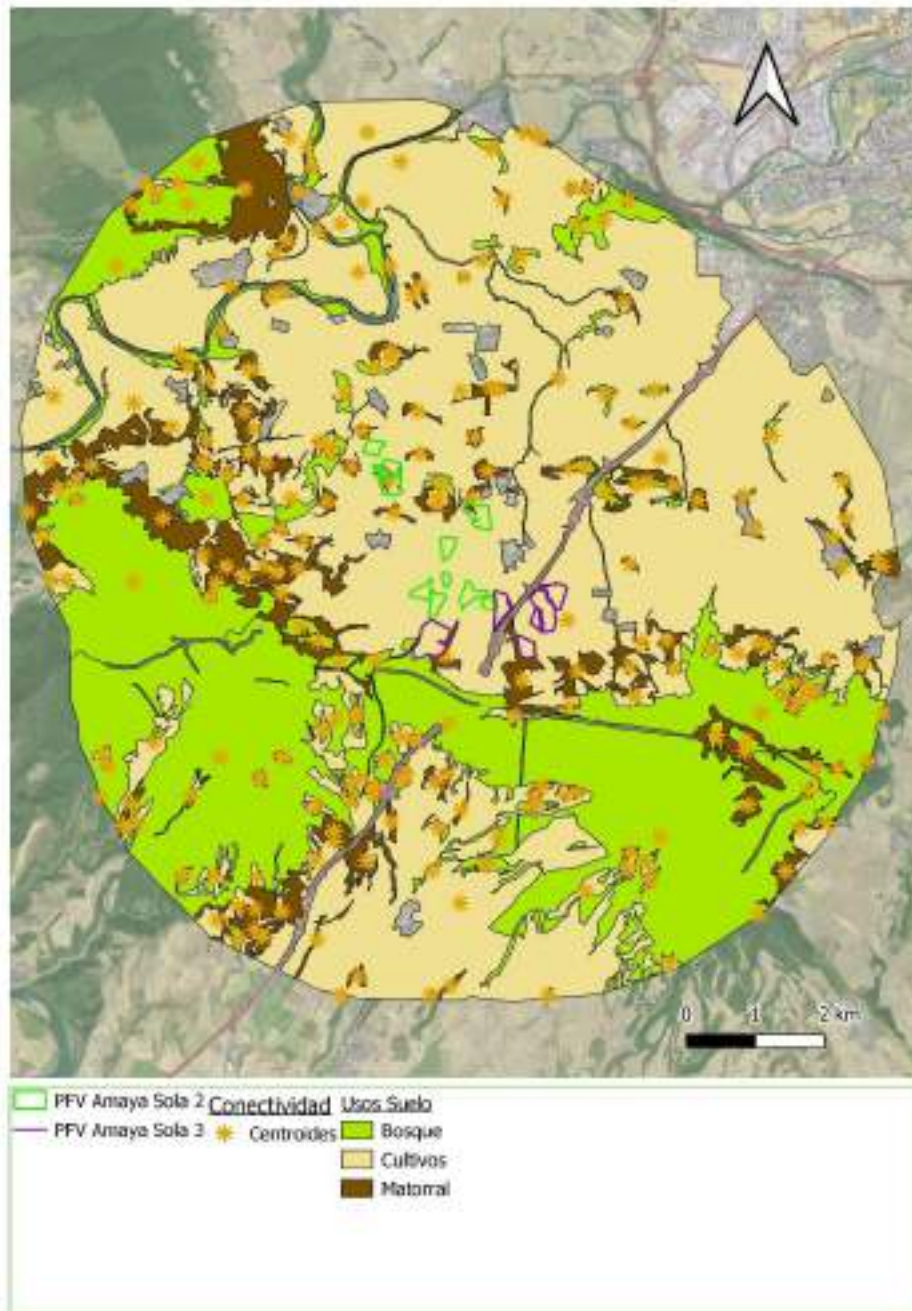 0 1 2 km
PFV Amaya Sola 2 Conectividad Usos Suelo
PFV Amaya Sola 3 Centroides Bosque
Cultivos
Matorral